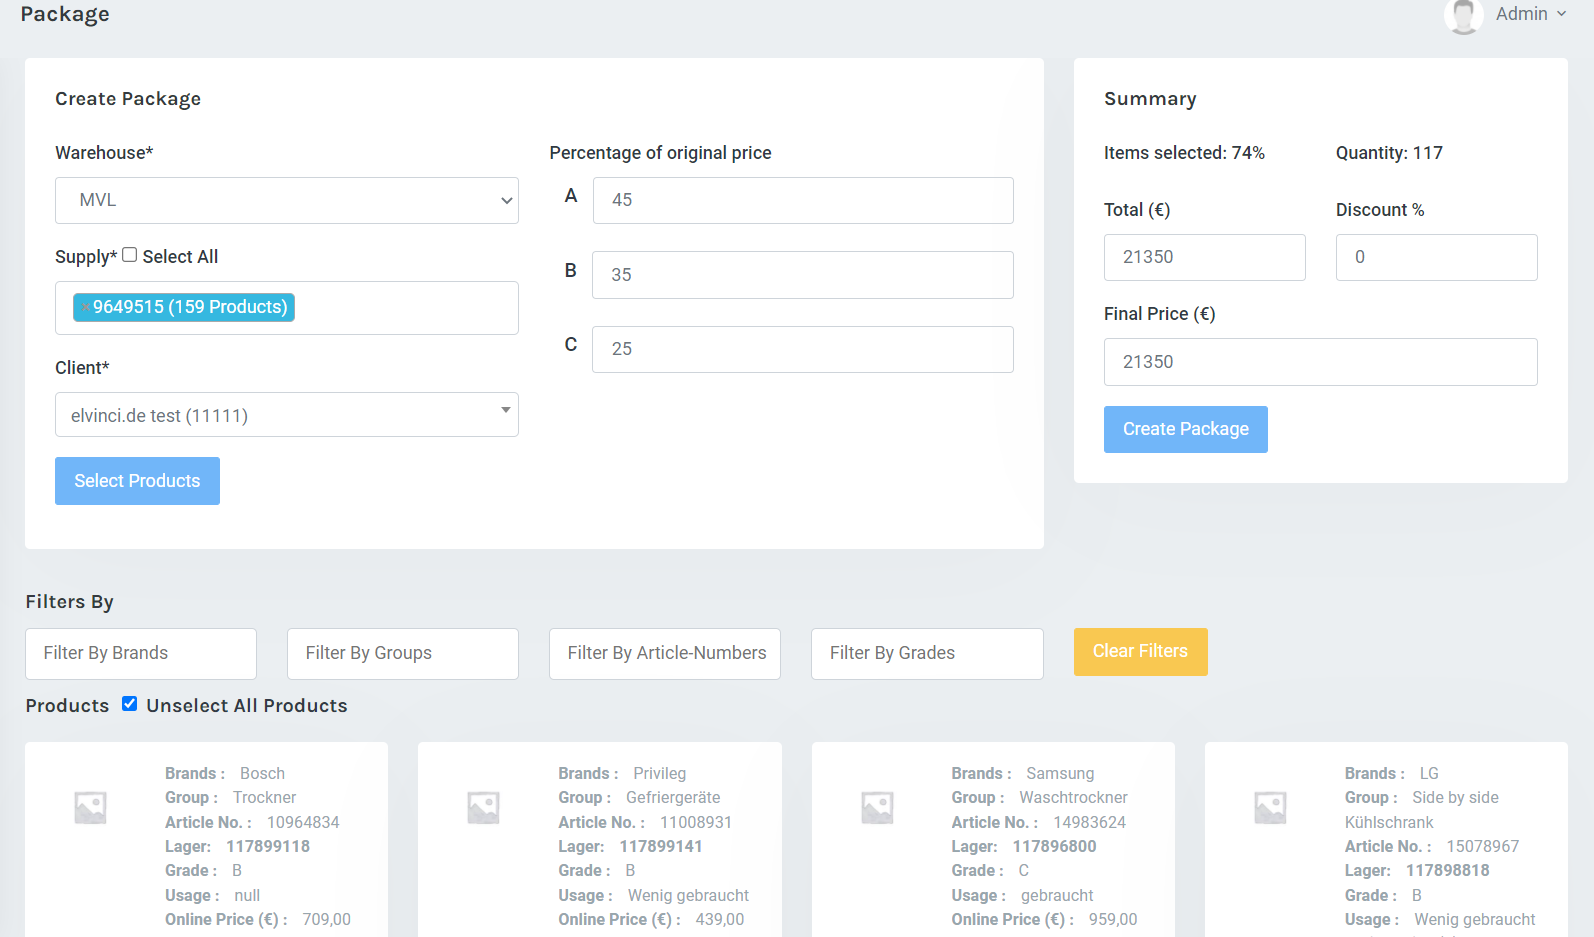 Package
Admin
Create Package
Warehouse*
MVL
Supply* Select All
×9649515 (159 Products)
Client*
elvinci.de test (11111)
Select Products
Percentage of original price
A 45
B 35
C 25
Summary
Items selected: 74% Quantity: 117
Total (€) Discount %
21350 0
Final Price (€)
21350
Create Package
Filters By
Filter By Brands Filter By Groups Filter By Article-Numbers Filter By Grades Clear Filters
Products Unselect All Products
Brands : Bosch
Group : Trockner
Article No. : 10964834
Lager: 117899118
Grade : B
Usage : null
Online Price (€) : 709,00
Brands : Privileg
Group : Gefriergeräte
Article No. : 11008931
Lager: 117899141
Grade : B
Usage : Wenig gebraucht
Online Price (€) : 439,00
Brands : Samsung
Group : Waschtrockner
Article No. : 14983624
Lager: 117896800
Grade : C
Usage : gebraucht
Online Price (€) : 959,00
Brands : LG
Group : Side by side
Kühlschrank
Article No. : 15078967
Lager: 117898818
Grade : B
Usage : Wenig gebraucht